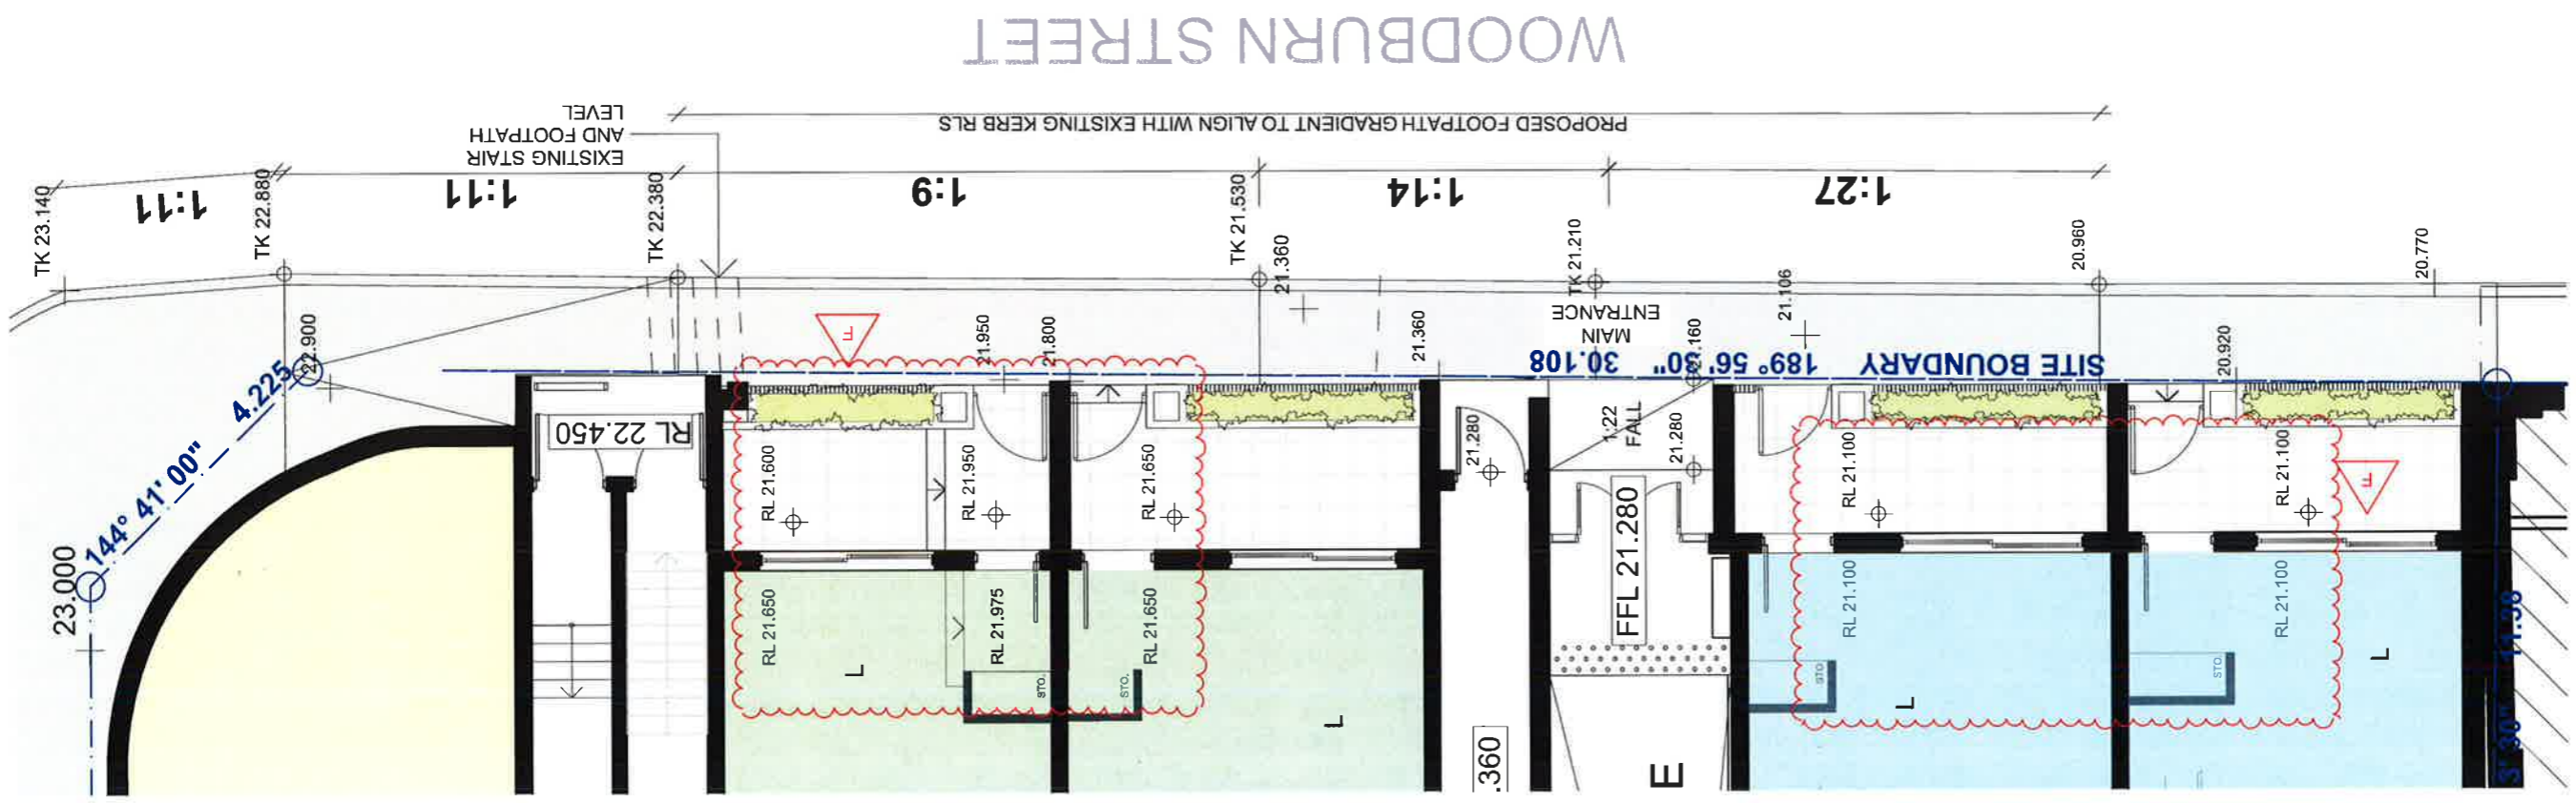 WOODBURN STREET
PROPOSED FOOTPATH GRADIENT TO ALIGN WITH EXISTING KERB RLS
EXISTING STAIR
AND FOOTPATH
LEVEL
1:11
1:11
1:9
1:14
1:27
TK 23.140
TK 22.880
TK 22.380
TK 21.530
21.360
TK 21.210
21.106
20.960
20.770
22.900
21.950
21.800
21.360
MAIN
ENTRANCE
21.160
20.920
SITE BOUNDARY 189° 56' 30" 30.108
144° 41' 00" 4.225
23.000
RL 22.450
FF
FF
RL 21.600
RL 21.950
RL 21.650
21.280
1:22
FALL
21.280
RL 21.100
RL 21.100
RL 21.650
RL 21.975
RL 21.650
FFL 21.280
RL 21.100
RL 21.100
L
STO.
STO.
L
.360
E
STO
L
STO.
L
3' 30" 11.38